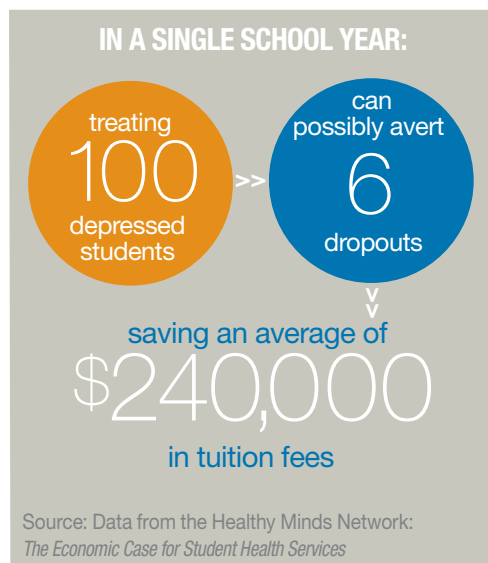 IN A SINGLE SCHOOL YEAR:
treating
100
depressed
students
>>
can
possibly avert
6
dropouts
>>
saving an average of
$240,000
in tuition fees
Source: Data from the Healthy Minds Network:
The Economic Case for Student Health Services